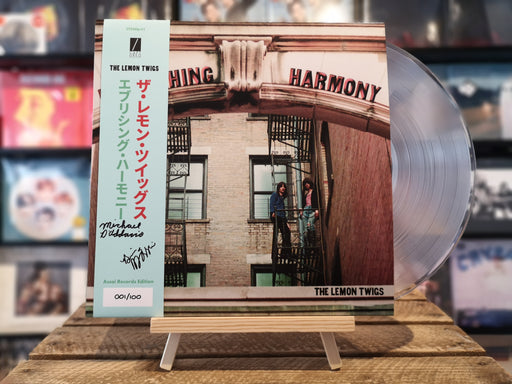 THE LEMON TWIGS
ザ・レモン・ツイッグス
エブリシング・ハーモニー
Michael D'Addario
Assai Records Edition
001/100
HING HARMONY
THE LEMON TWIGS